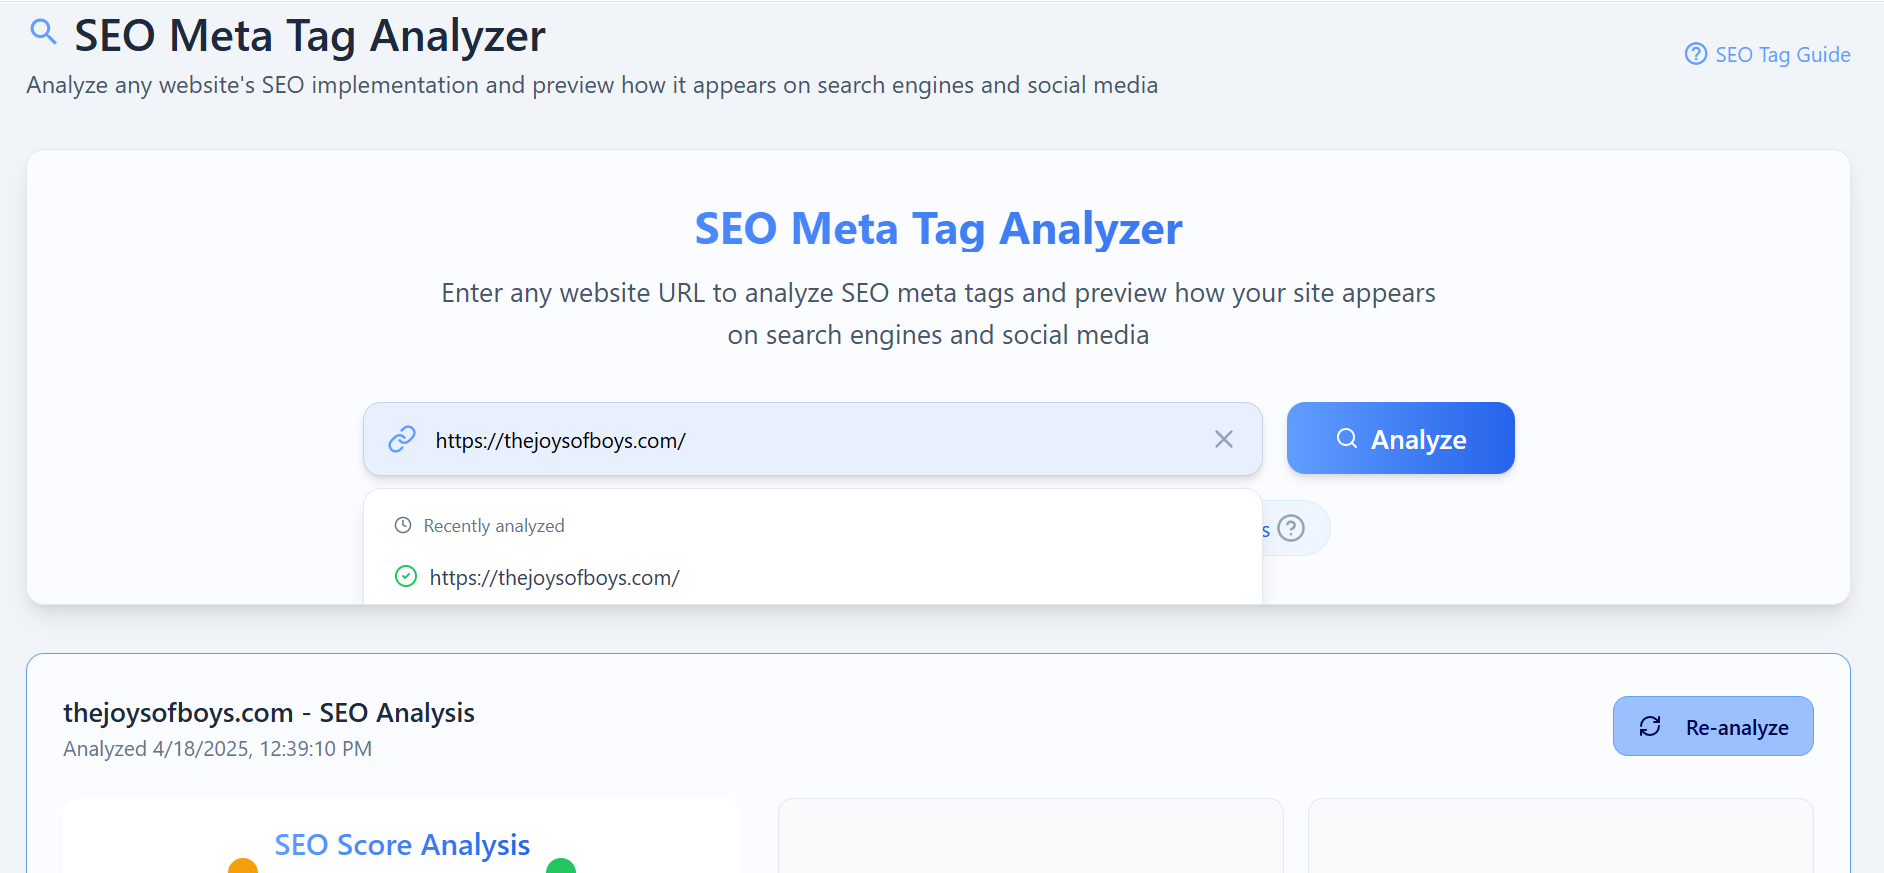 SEO Meta Tag Analyzer
SEO Tag Guide
Analyze any website's SEO implementation and preview how it appears on search engines and social media
SEO Meta Tag Analyzer
Enter any website URL to analyze SEO meta tags and preview how your site appears
on search engines and social media
https://thejoysofboys.com/
Analyze
Recently analyzed
s
https://thejoysofboys.com/
thejoysofboys.com - SEO Analysis
Re-analyze
Analyzed 4/18/2025, 12:39:10 PM
SEO Score Analysis